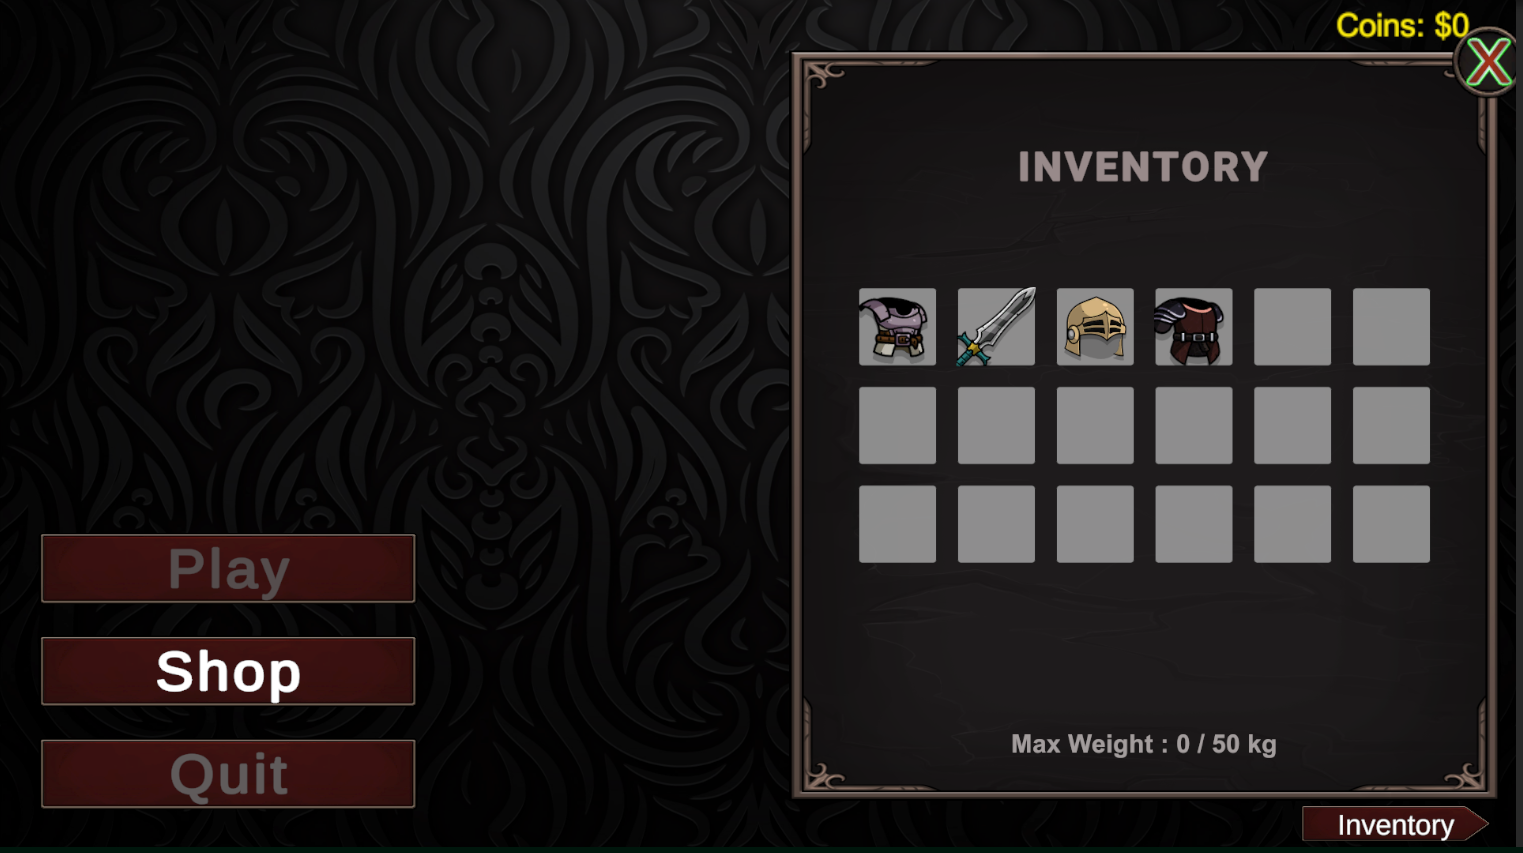 Coins: $0
X
INVENTORY
Play
Shop
Quit
Max Weight : 0 / 50 kg
Inventory